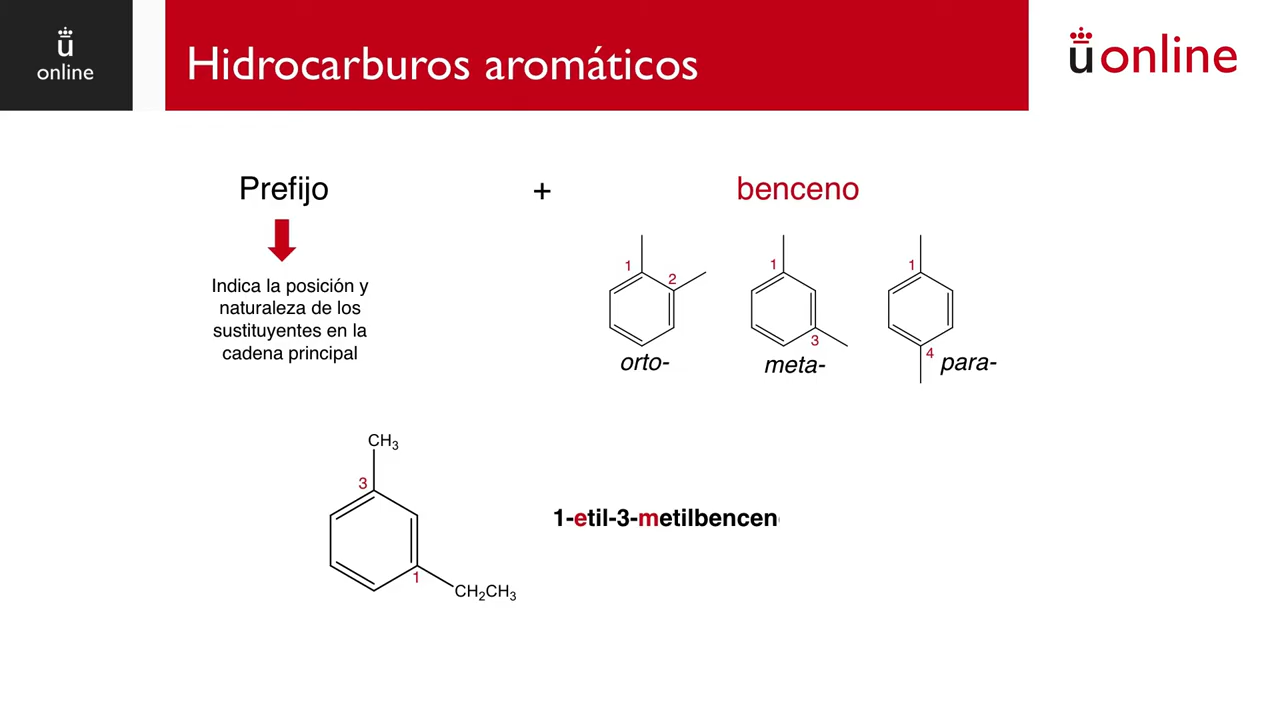 ü
online
Hidrocarburos aromáticos
üonline
Prefijo + benceno
Indica la posición y
naturaleza de los
sustituyentes en la
cadena principal
1
2
orto-
1
3
meta-
1
4
para-
CH₃
3
1
CH₂CH₃
1-etil-3-metilbencen